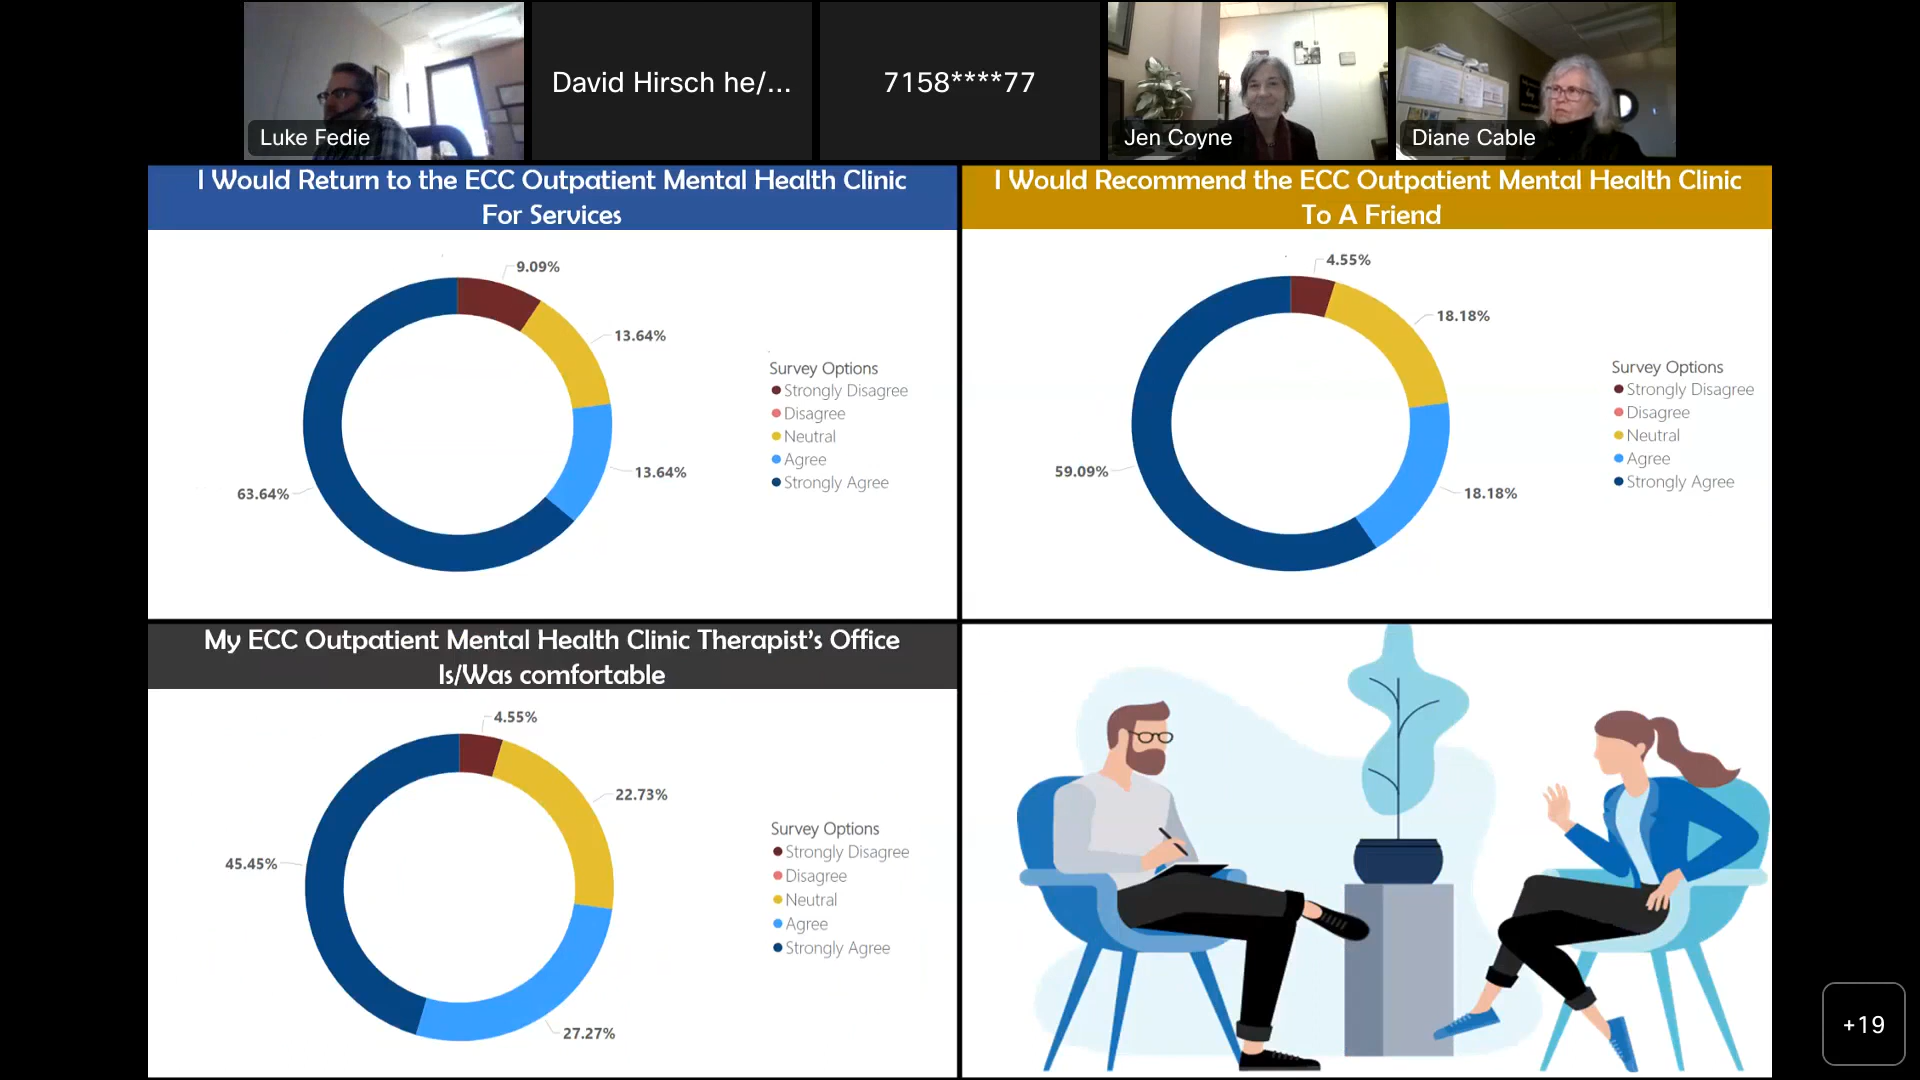 Luke Fedie
David Hirsch he/...
7158****77
Jen Coyne
Diane Cable
I Would Return to the ECC Outpatient Mental Health Clinic
For Services
9.09%
13.64%
13.64%
63.64%
Survey Options
Strongly Disagree
Disagree
Neutral
Agree
Strongly Agree
I Would Recommend the ECC Outpatient Mental Health Clinic
To A Friend
4.55%
18.18%
18.18%
59.09%
Survey Options
Strongly Disagree
Disagree
Neutral
Agree
Strongly Agree
My ECC Outpatient Mental Health Clinic Therapist's Office
Is/Was comfortable
4.55%
22.73%
27.27%
45.45%
Survey Options
Strongly Disagree
Disagree
Neutral
Agree
Strongly Agree
+19